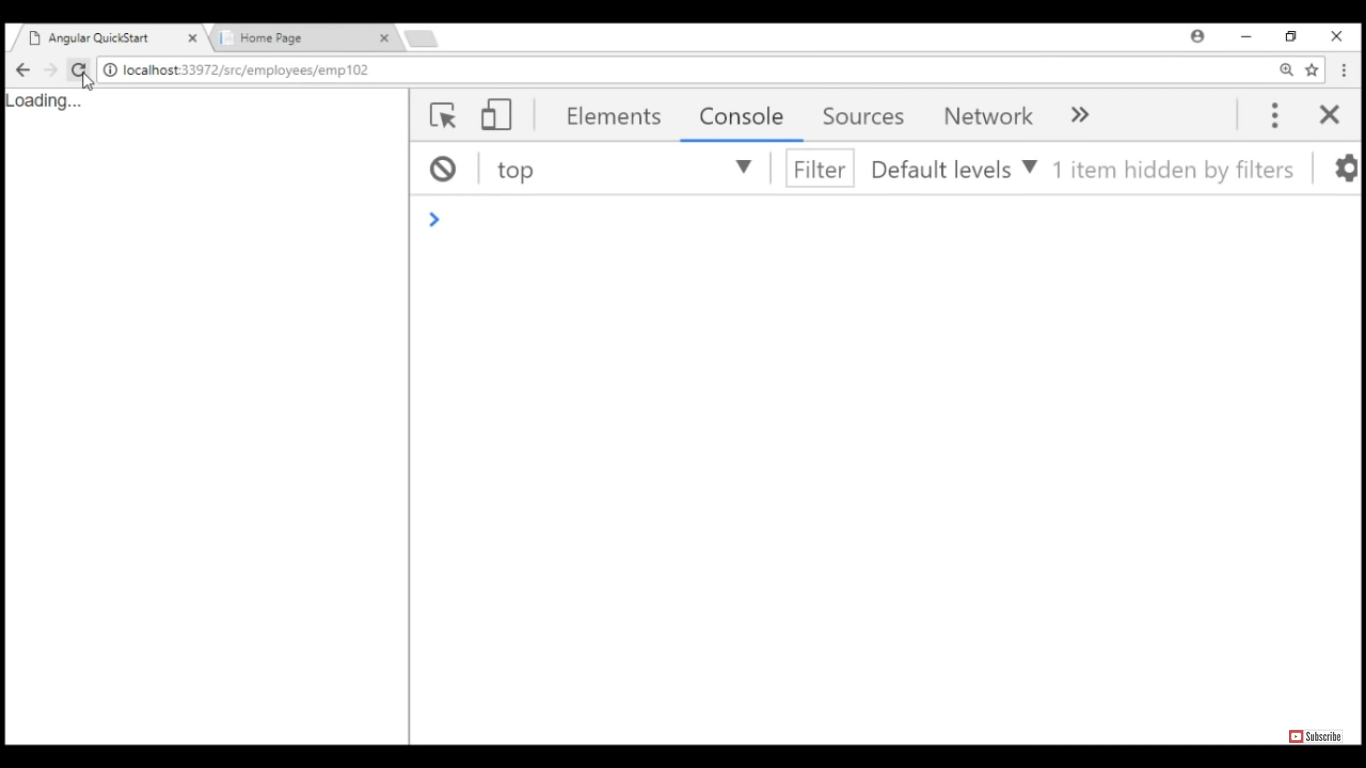 Angular QuickStart
Home Page
localhost:33972/src/employees/emp102
Loading...
Elements Console Sources Network
top Filter Default levels 1 item hidden by filters
Subscribe